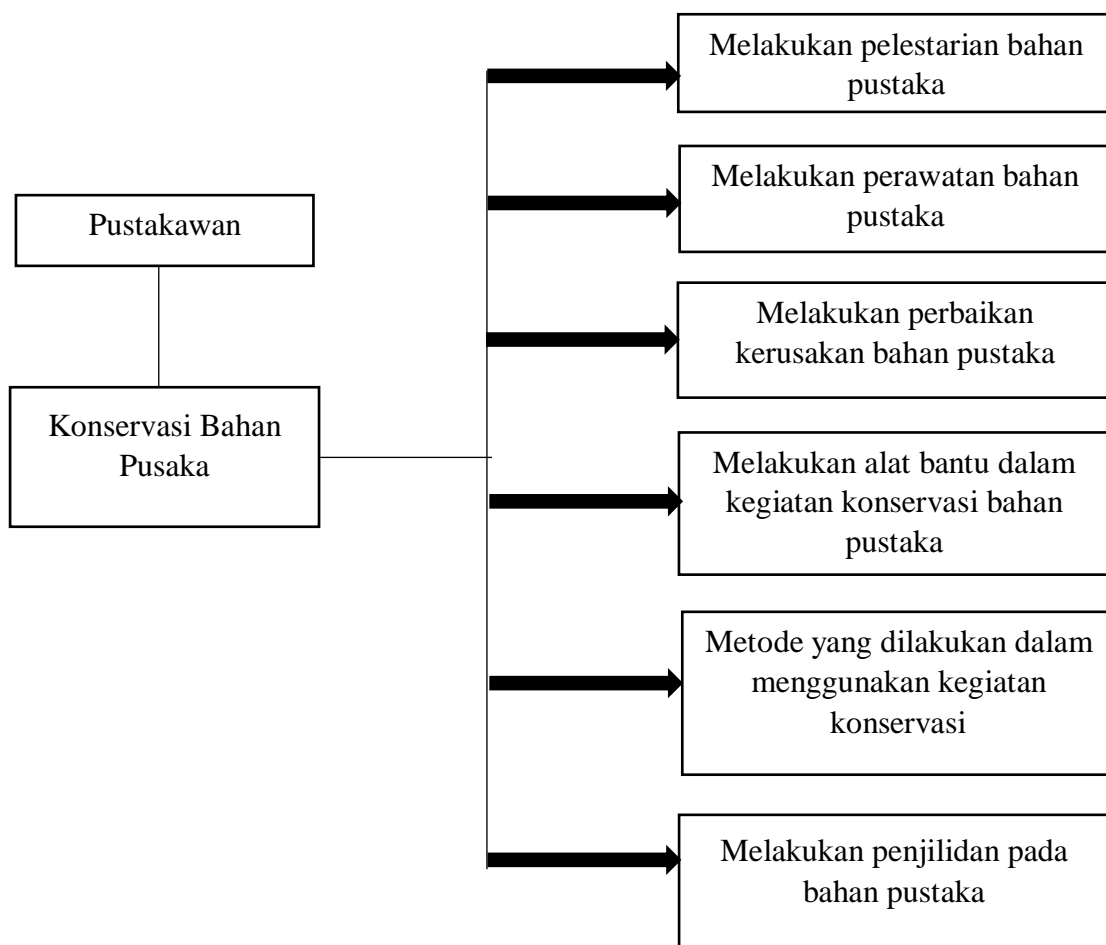 Melakukan pelestarian bahan
pustaka
Melakukan perawatan bahan
pustaka
Pustakawan
Melakukan perbaikan
kerusakan bahan pustaka
Konservasi Bahan
Pusaka
Melakukan alat bantu dalam
kegiatan konservasi bahan
pustaka
Metode yang dilakukan dalam
menggunakan kegiatan
konservasi
Melakukan penjilidan pada
bahan pustaka